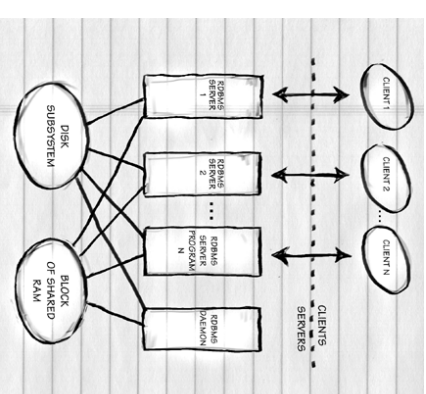 CLIENT 1
CLIENT 2
CLIENT N
CLIENTS
SERVERS
RDBMS
SERVER
1
RDBMS
SERVER
2
RDBMS
SERVER
PROGRAM
N
RDBMS
DAEMON
DISK
SUBSYSTEM
BLOCK
OF SHARED
RAM